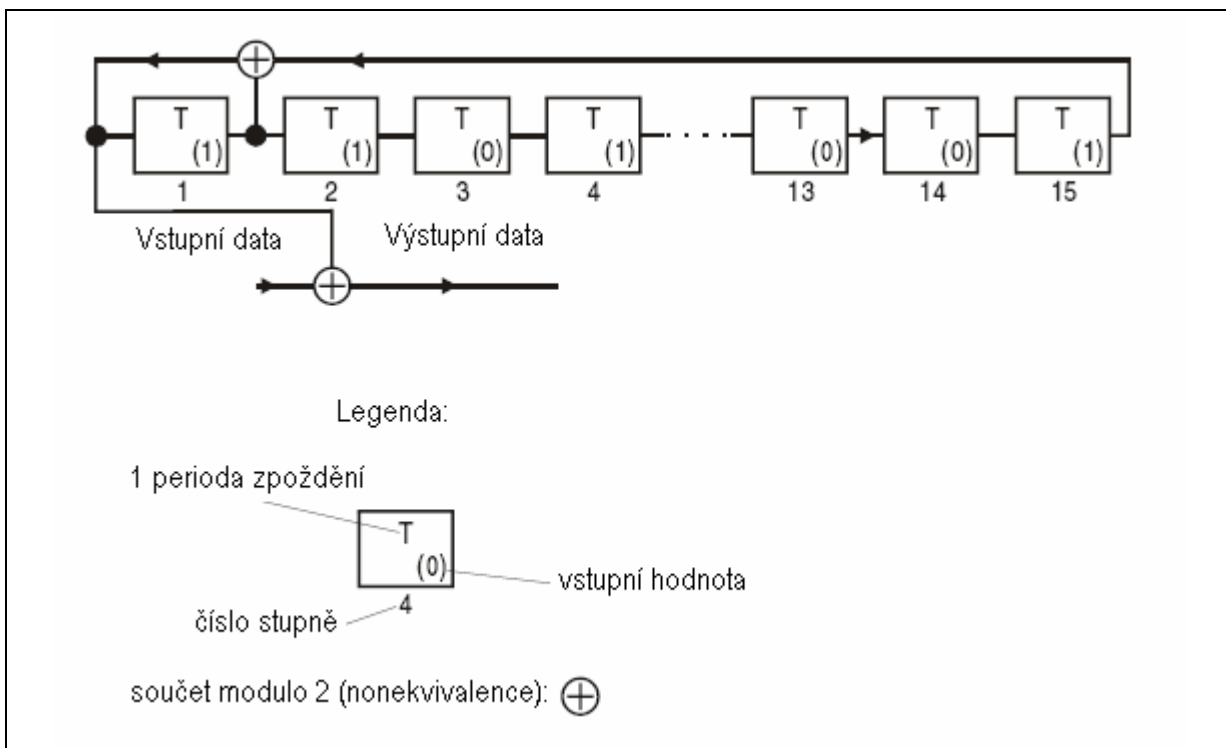 T T T T T T T
(1) (1) (0) (1) (0) (0) (1)
1 2 3 4 13 14 15
Vstupní data Výstupní data
Legenda:
1 perioda zpoždění
T
(0)
vstupní hodnota
4
číslo stupně
součet modulo 2 (nonekvivalence):